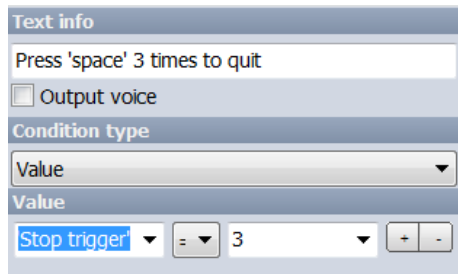 Text info
Press 'space' 3 times to quit
Output voice
Condition type
Value
Value
Stop trigger' = 3 + -